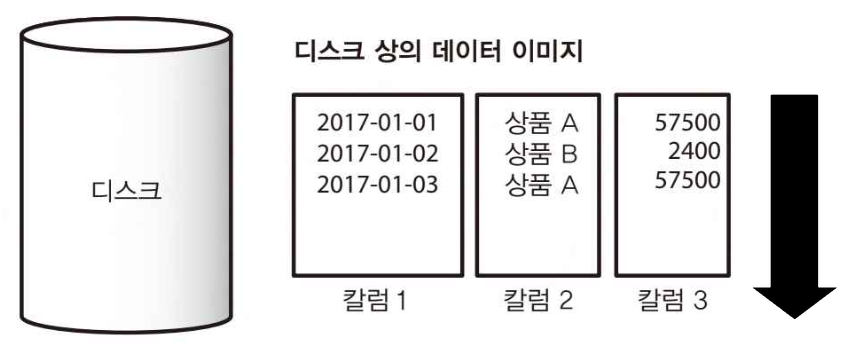 디스크 상의 데이터 이미지
디스크
2017-01-01 상품 A 57500
2017-01-02 상품 B 2400
2017-01-03 상품 A 57500
칼럼 1 칼럼 2 칼럼 3